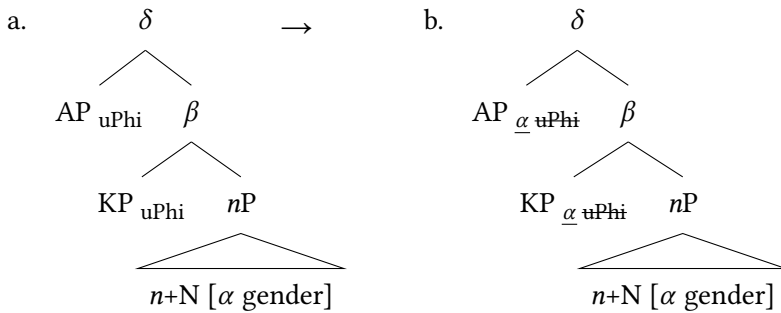 a. δ → b. δ
AP uPhi β AP α uPhi β
KP uPhi nP KP α uPhi nP
n+N [α gender] n+N [α gender]